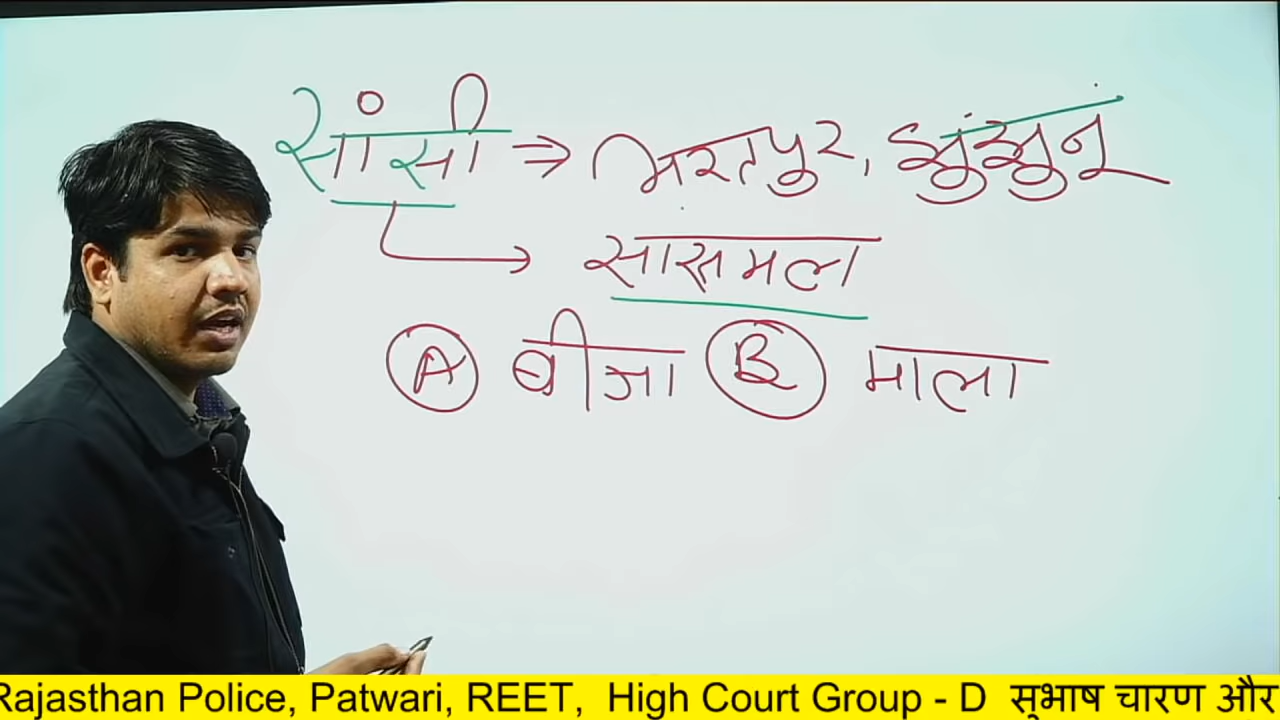 सांसी ⇒ भरतपुर, झुंझुनू
→ सासमल
Ⓐ बीजा Ⓑ माला
Rajasthan Police, Patwari, REET, High Court Group - D सुभाष चारण और